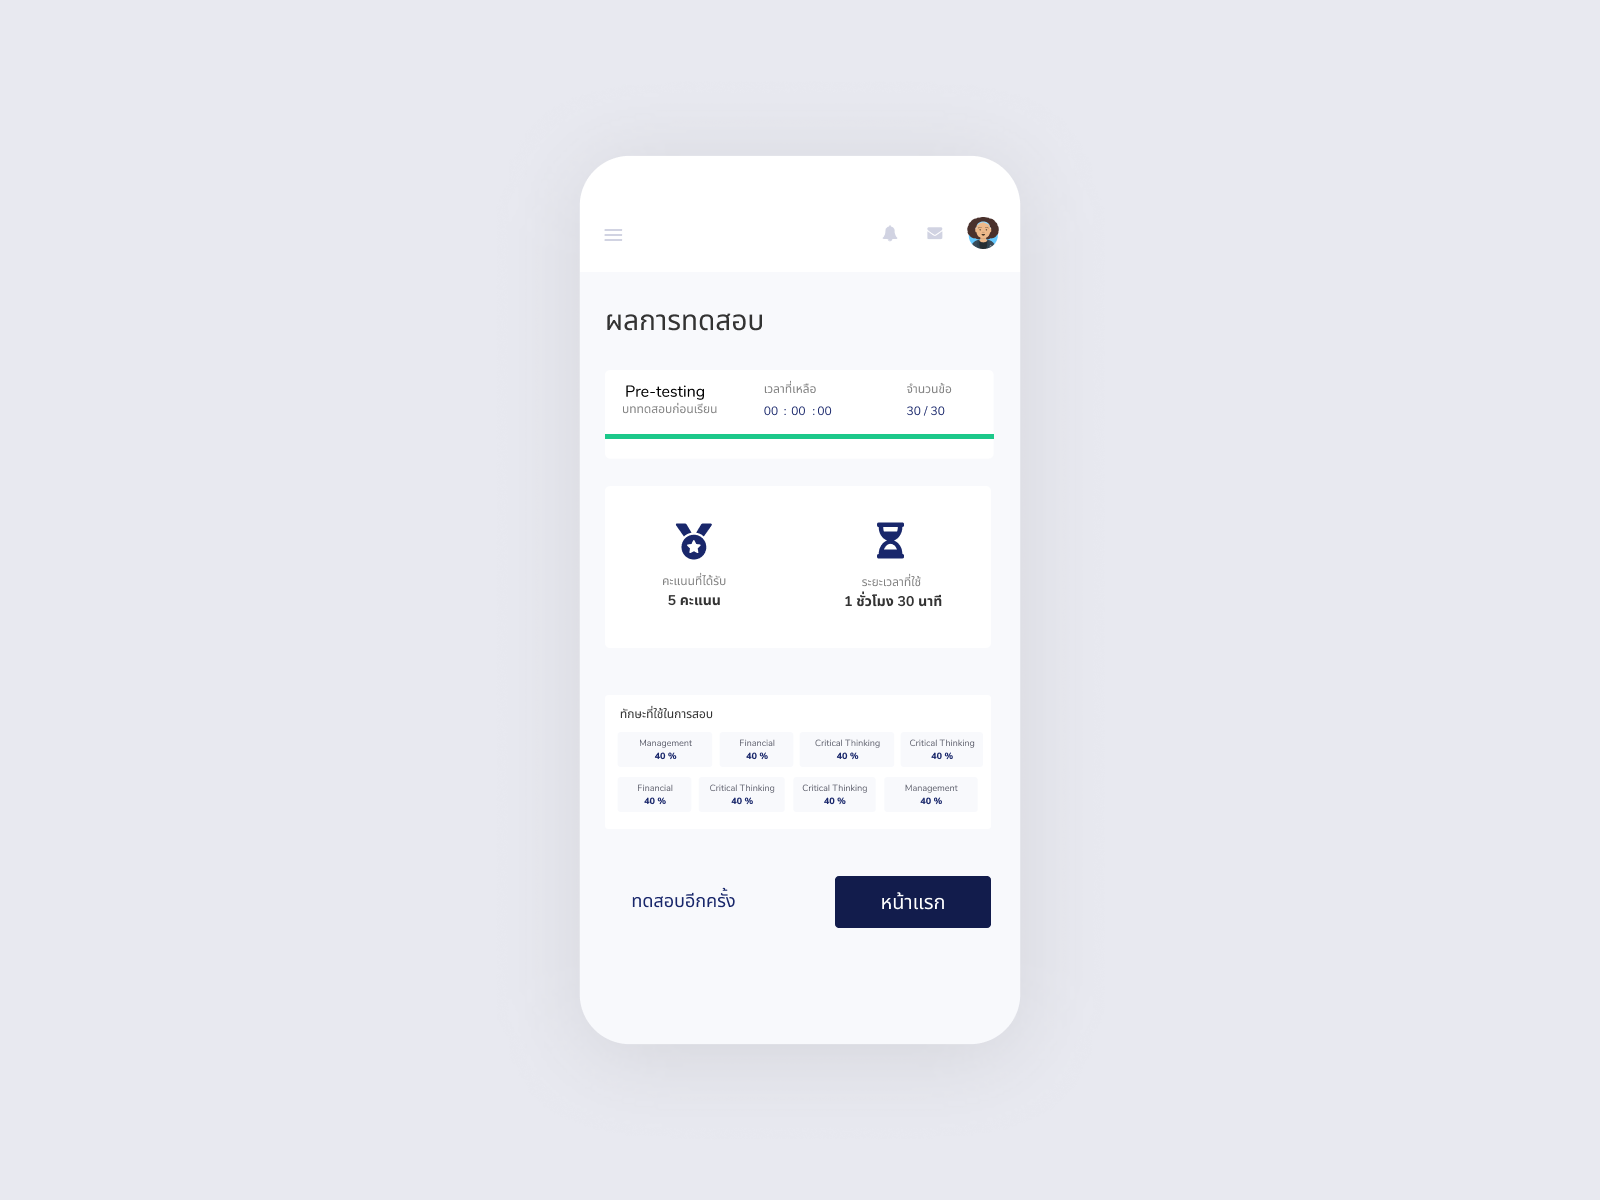 ผลการทดสอบ
Pre-testing
บททดสอบก่อนเรียน
เวลาที่เหลือ
00 : 00 : 00
จำนวนข้อ
30 / 30
คะแนนที่ได้รับ
5 คะแนน
ระยะเวลาที่ใช้
1 ชั่วโมง 30 นาที
ทักษะที่ใช้ในการสอบ
Management
40 %
Financial
40 %
Critical Thinking
40 %
Critical Thinking
40 %
Financial
40 %
Critical Thinking
40 %
Critical Thinking
40 %
Management
40 %
ทดสอบอีกครั้ง
หน้าแรก